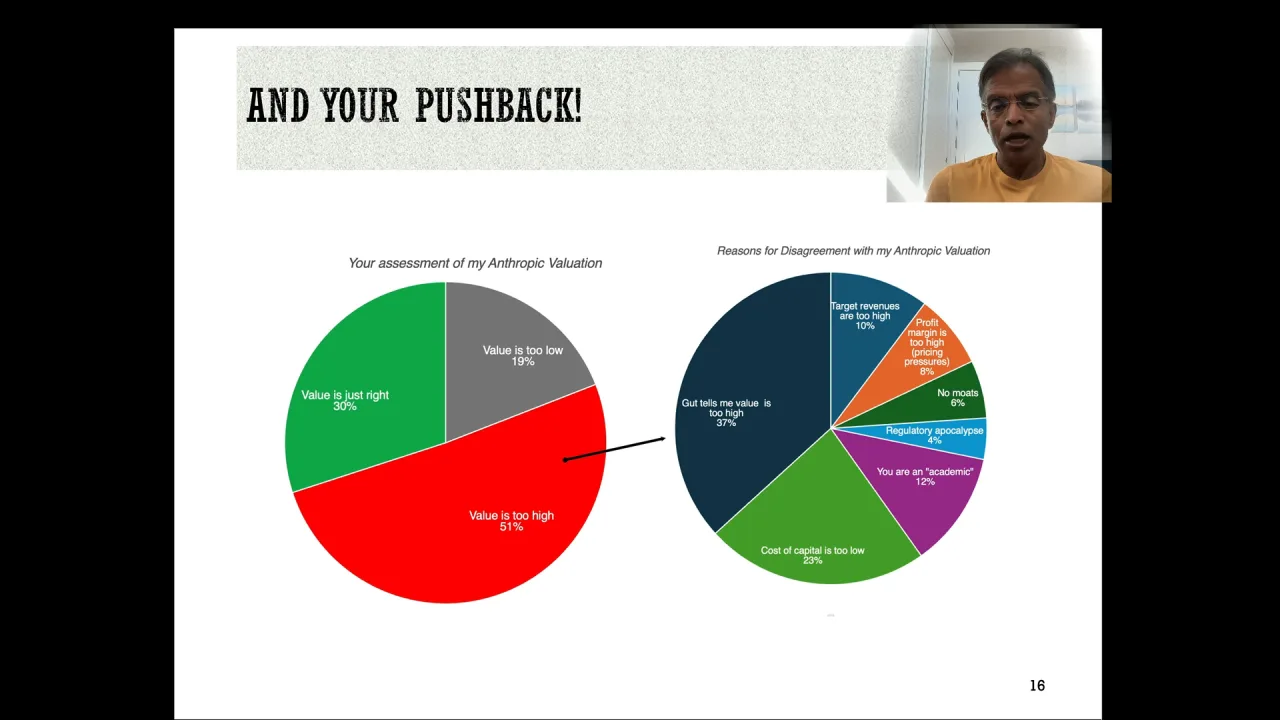 AND YOUR PUSHBACK!
Your assessment of my Anthropic Valuation
Value is too low
19%
Value is just right
30%
Value is too high
51%
Reasons for Disagreement with my Anthropic Valuation
Target revenues
are too high
10%
Profit
margin is
too high
(pricing
pressures)
8%
No moats
6%
Regulatory apocalypse
4%
You are an "academic"
12%
Cost of capital is too low
23%
Gut tells me value is
too high
37%
16